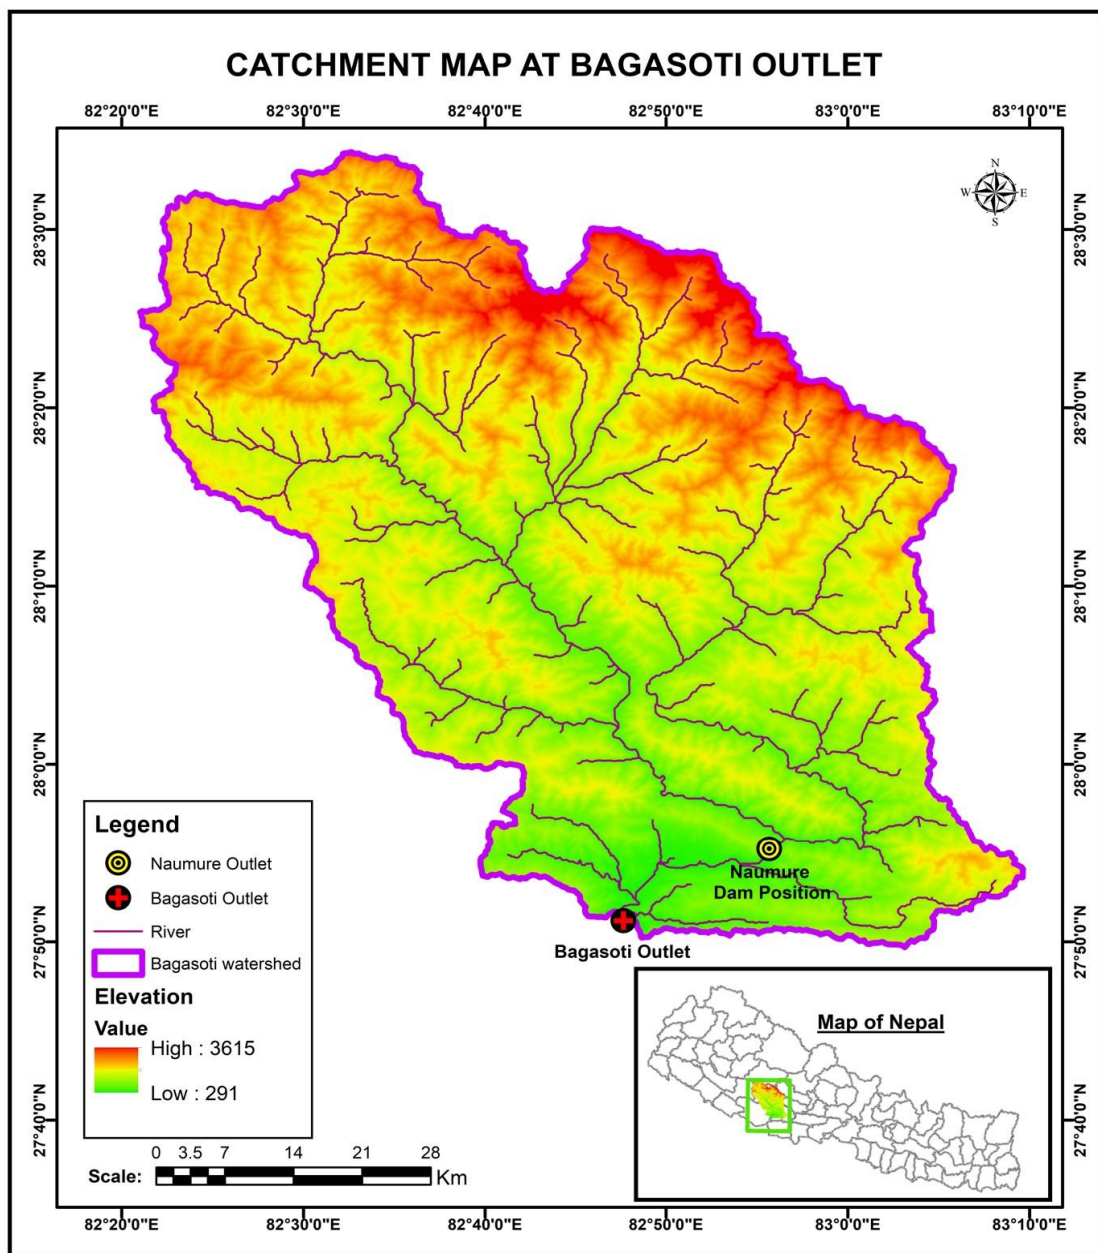 CATCHMENT MAP AT BAGASOTI OUTLET
82°20'0"E 82°30'0"E 82°40'0"E 82°50'0"E 83°0'0"E 83°10'0"E
N
W E
S
28°30'0"N 28°30'0"N
28°20'0"N 28°20'0"N
28°10'0"N 28°10'0"N
28°0'0"N 28°0'0"N
27°50'0"N 27°50'0"N
27°40'0"N 27°40'0"N
Naumure
Dam Position
Bagasoti Outlet
Legend
Naumure Outlet
Bagasoti Outlet
River
Bagasoti watershed
Elevation
Value
High : 3615
Low : 291
Map of Nepal
0 3.5 7 14 21 28
Scale: Km
82°20'0"E 82°30'0"E 82°40'0"E 82°50'0"E 83°0'0"E 83°10'0"E